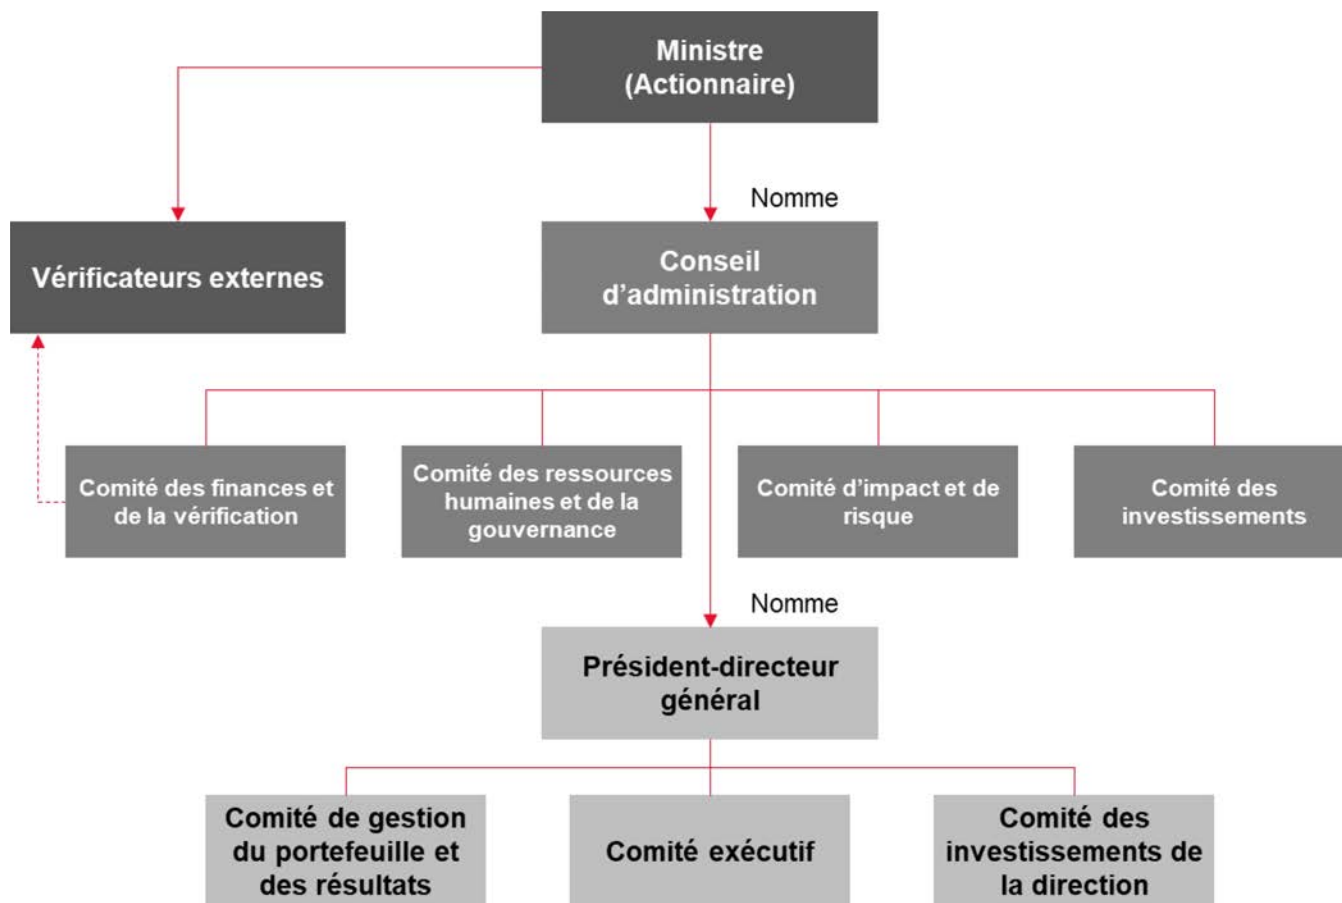 Ministre
(Actionnaire)
Nomme
Vérificateurs externes
Conseil
d’administration
Comité des finances et
de la vérification
Comité des ressources
humaines et de la
gouvernance
Comité d’impact et de
risque
Comité des
investissements
Nomme
Président-directeur
général
Comité de gestion
du portefeuille et
des résultats
Comité exécutif
Comité des
investissements de
la direction